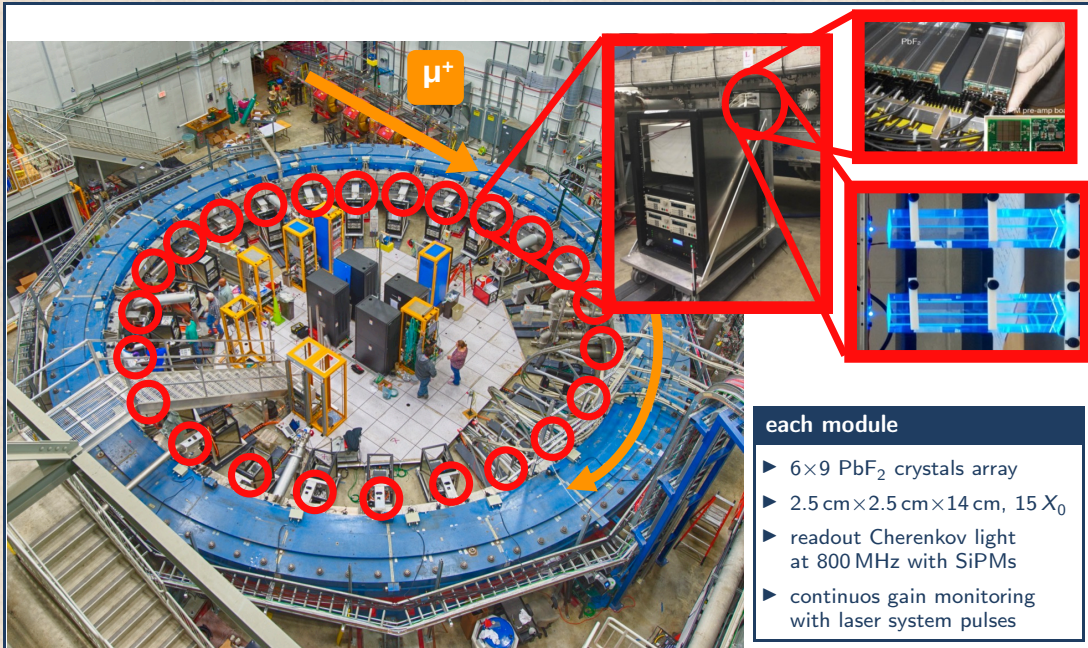 μ⁺
PbF₂
pre-amp
each module
► 6×9 PbF₂ crystals array
► 2.5 cm×2.5 cm×14 cm, 15 X₀
► readout Cherenkov light
at 800 MHz with SiPMs
► continuos gain monitoring
with laser system pulses